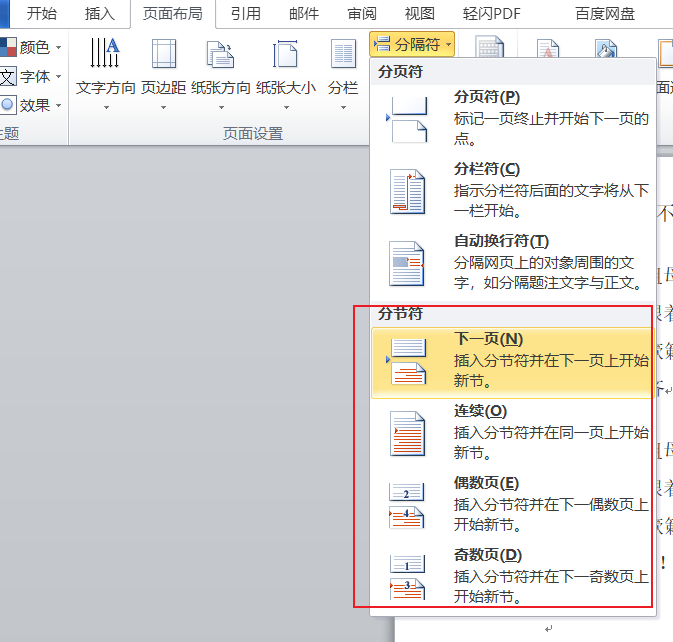 开始 插入 页面布局 引用 邮件 审阅 视图 轻闪PDF 百度网盘
颜色 分隔符
文 字体 文字方向 页边距 纸张方向 纸张大小 分栏
效果
题 页面设置
分页符
分页符(P)
标记一页终止并开始下一页的
点。
分栏符(C)
指示分栏符后面的文字将从下
一栏开始。
自动换行符(T)
分隔网页上的对象周围的文
字，如分隔题注文字与正文。
分节符
下一页(N)
插入分节符并在下一页上开始
新节。
连续(O)
插入分节符并在同一页上开始
新节。
偶数页(E)
插入分节符并在下一偶数页上
开始新节。
奇数页(D)
插入分节符并在下一奇数页上
开始新节。